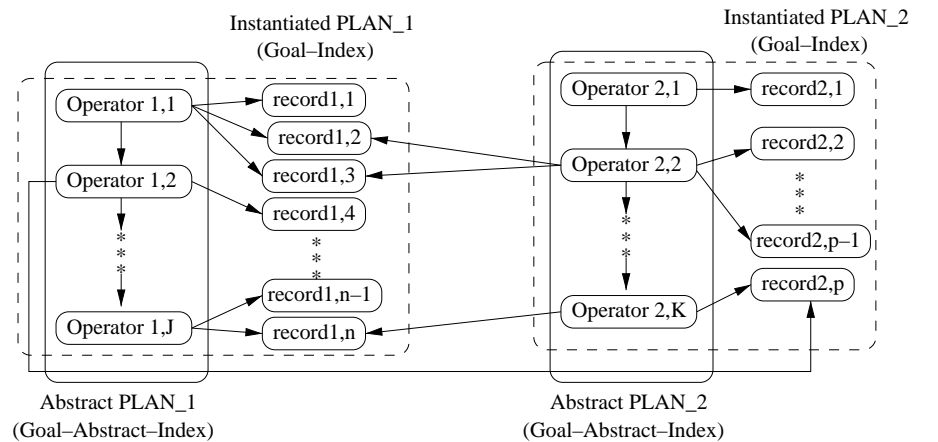 Instantiated PLAN_1
(Goal–Index)
Operator 1,1
record1,1
record1,2
Operator 1,2
record1,3
record1,4
***
***
record1,n–1
Operator 1,J
record1,n
Abstract PLAN_1
(Goal–Abstract–Index)
Instantiated PLAN_2
(Goal–Index)
Operator 2,1
record2,1
Operator 2,2
record2,2
***
***
record2,p–1
record2,p
Operator 2,K
Abstract PLAN_2
(Goal–Abstract–Index)